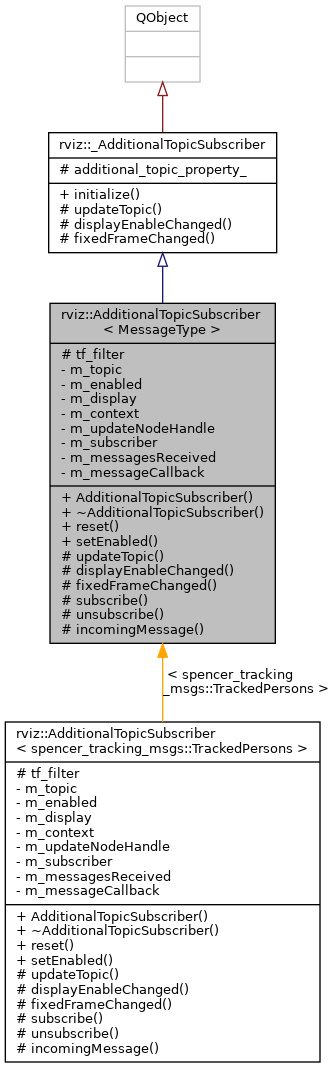 QObject
rviz::_AdditionalTopicSubscriber
# additional_topic_property_
+ initialize()
# updateTopic()
# displayEnableChanged()
# fixedFrameChanged()
rviz::AdditionalTopicSubscriber
< MessageType >
# tf_filter
- m_topic
- m_enabled
- m_display
- m_context
- m_updateNodeHandle
- m_subscriber
- m_messagesReceived
- m_messageCallback
+ AdditionalTopicSubscriber()
+ ~AdditionalTopicSubscriber()
+ reset()
+ setEnabled()
# updateTopic()
# displayEnableChanged()
# fixedFrameChanged()
# subscribe()
# unsubscribe()
# incomingMessage()
< spencer_tracking
_msgs::TrackedPersons >
rviz::AdditionalTopicSubscriber
< spencer_tracking_msgs::TrackedPersons >
# tf_filter
- m_topic
- m_enabled
- m_display
- m_context
- m_updateNodeHandle
- m_subscriber
- m_messagesReceived
- m_messageCallback
+ AdditionalTopicSubscriber()
+ ~AdditionalTopicSubscriber()
+ reset()
+ setEnabled()
# updateTopic()
# displayEnableChanged()
# fixedFrameChanged()
# subscribe()
# unsubscribe()
# incomingMessage()